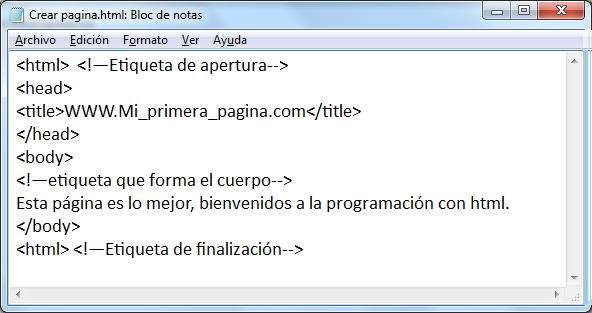 Crear pagina.html: Bloc de notas
Archivo Edición Formato Ver Ayuda
<html> <!—Etiqueta de apertura-->
<head>
<title>WWW.Mi_primera_pagina.com</title>
</head>
<body>
<!—etiqueta que forma el cuerpo-->
Esta página es lo mejor, bienvenidos a la programación con html.
</body>
<html> <!—Etiqueta de finalización-->